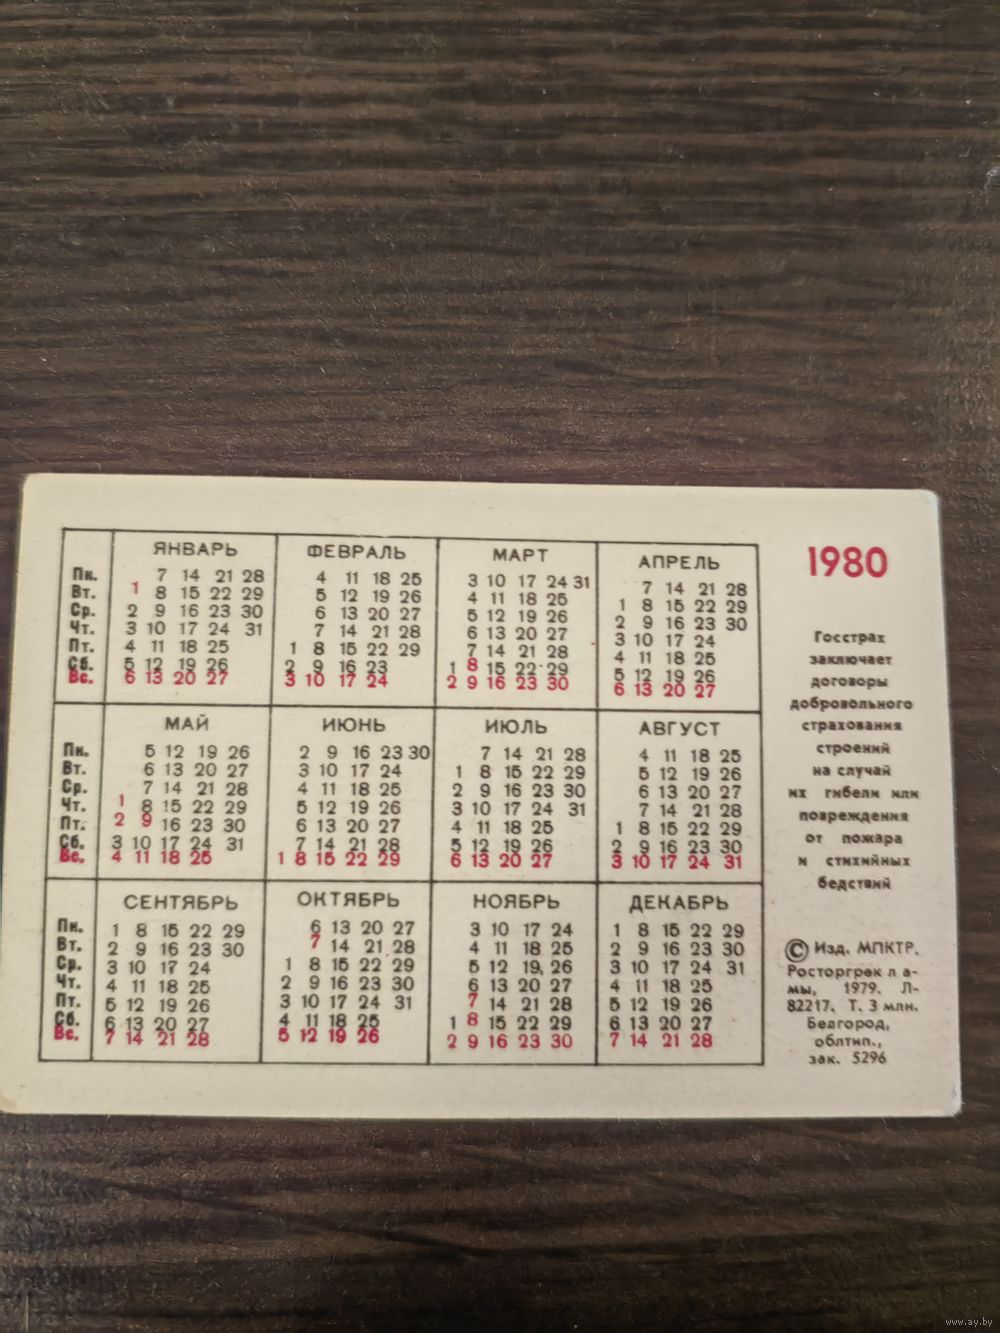 ЯНВАРЬ ФЕВРАЛЬ МАРТ АПРЕЛЬ 1980
Пн. 7 14 21 28 4 11 18 25 3 10 17 24 31 7 14 21 28
Вт. 1 8 15 22 29 5 12 19 26 4 11 18 25 1 8 15 22 29
Ср. 2 9 16 23 30 6 13 20 27 5 12 19 26 2 9 16 23 30
Чт. 3 10 17 24 31 7 14 21 28 6 13 20 27 3 10 17 24
Пт. 4 11 18 25 1 8 15 22 29 7 14 21 28 4 11 18 25
Сб. 5 12 19 26 2 9 16 23 1 8 15 22 29 5 12 19 26
Вс. 6 13 20 27 3 10 17 24 2 9 16 23 30 6 13 20 27
МАЙ ИЮНЬ ИЮЛЬ АВГУСТ
Пн. 5 12 19 26 2 9 16 23 30 7 14 21 28 4 11 18 25
Вт. 6 13 20 27 3 10 17 24 1 8 15 22 29 5 12 19 26
Ср. 7 14 21 28 4 11 18 25 2 9 16 23 30 6 13 20 27
Чт. 1 8 15 22 29 5 12 19 26 3 10 17 24 31 7 14 21 28
Пт. 2 9 16 23 30 6 13 20 27 4 11 18 25 1 8 15 22 29
Сб. 3 10 17 24 31 7 14 21 28 5 12 19 26 2 9 16 23 30
Вс. 4 11 18 25 1 8 15 22 29 6 13 20 27 3 10 17 24 31
СЕНТЯБРЬ ОКТЯБРЬ НОЯБРЬ ДЕКАБРЬ
Пн. 1 8 15 22 29 6 13 20 27 3 10 17 24 1 8 15 22 29
Вт. 2 9 16 23 30 7 14 21 28 4 11 18 25 2 9 16 23 30
Ср. 3 10 17 24 1 8 15 22 29 5 12 19, 26 3 10 17 24 31
Чт. 4 11 18 25 2 9 16 23 30 6 13 20 27 4 11 18 25
Пт. 5 12 19 26 3 10 17 24 31 7 14 21 28 5 12 19 26
Сб. 6 13 20 27 4 11 18 25 1 8 15 22 29 6 13 20 27
Вс. 7 14 21 28 5 12 19 26 2 9 16 23 30 7 14 21 28
Госстрах
заключает
договоры
добровольного
страхования
строений
на случай
их гибели или
повреждения
от пожара
и стихийных
бедствий
© Изд. МПКТР.
Росторгрек л а-
мы, 1979. Л-
82217. Т. 3 млн.
Белгород,
облтип.,
зак. 5296
www.ay.by